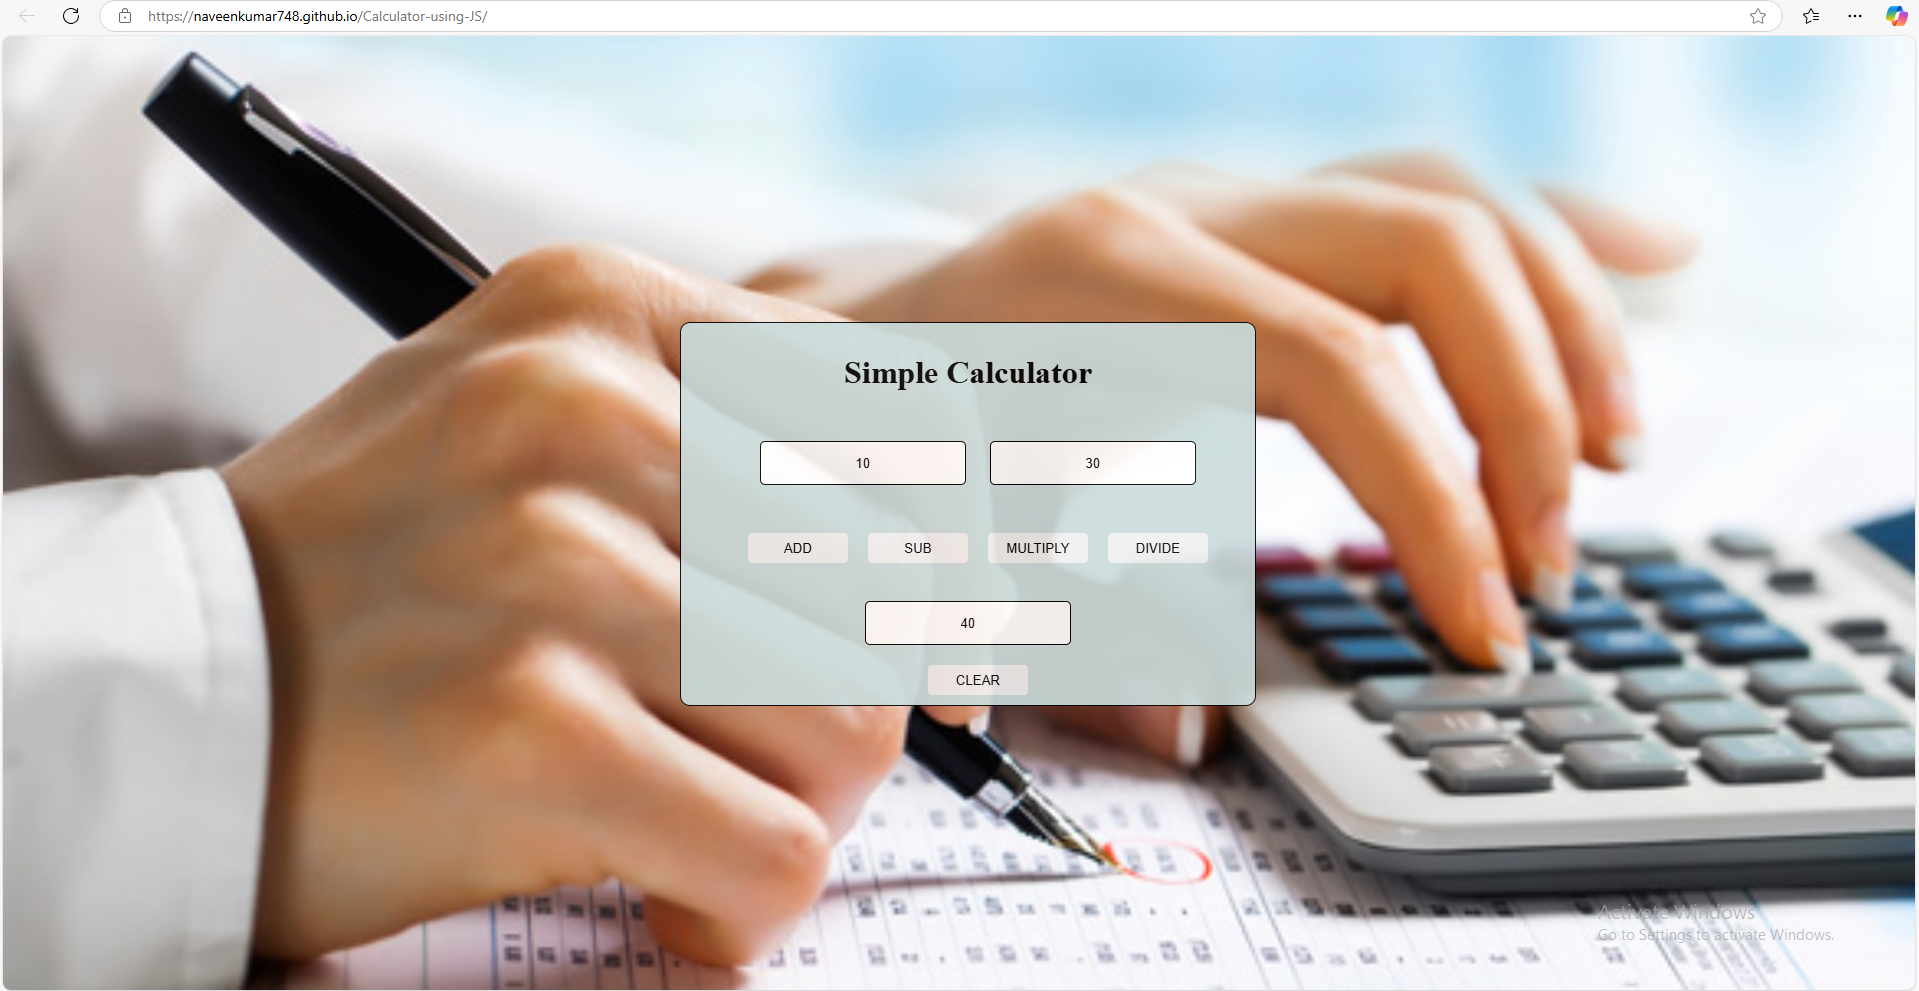 https://naveenkumar748.github.io/Calculator-using-JS/
Simple Calculator
10 30
ADD SUB MULTIPLY DIVIDE
40
CLEAR
Activate Windows
Go to Settings to activate Windows.